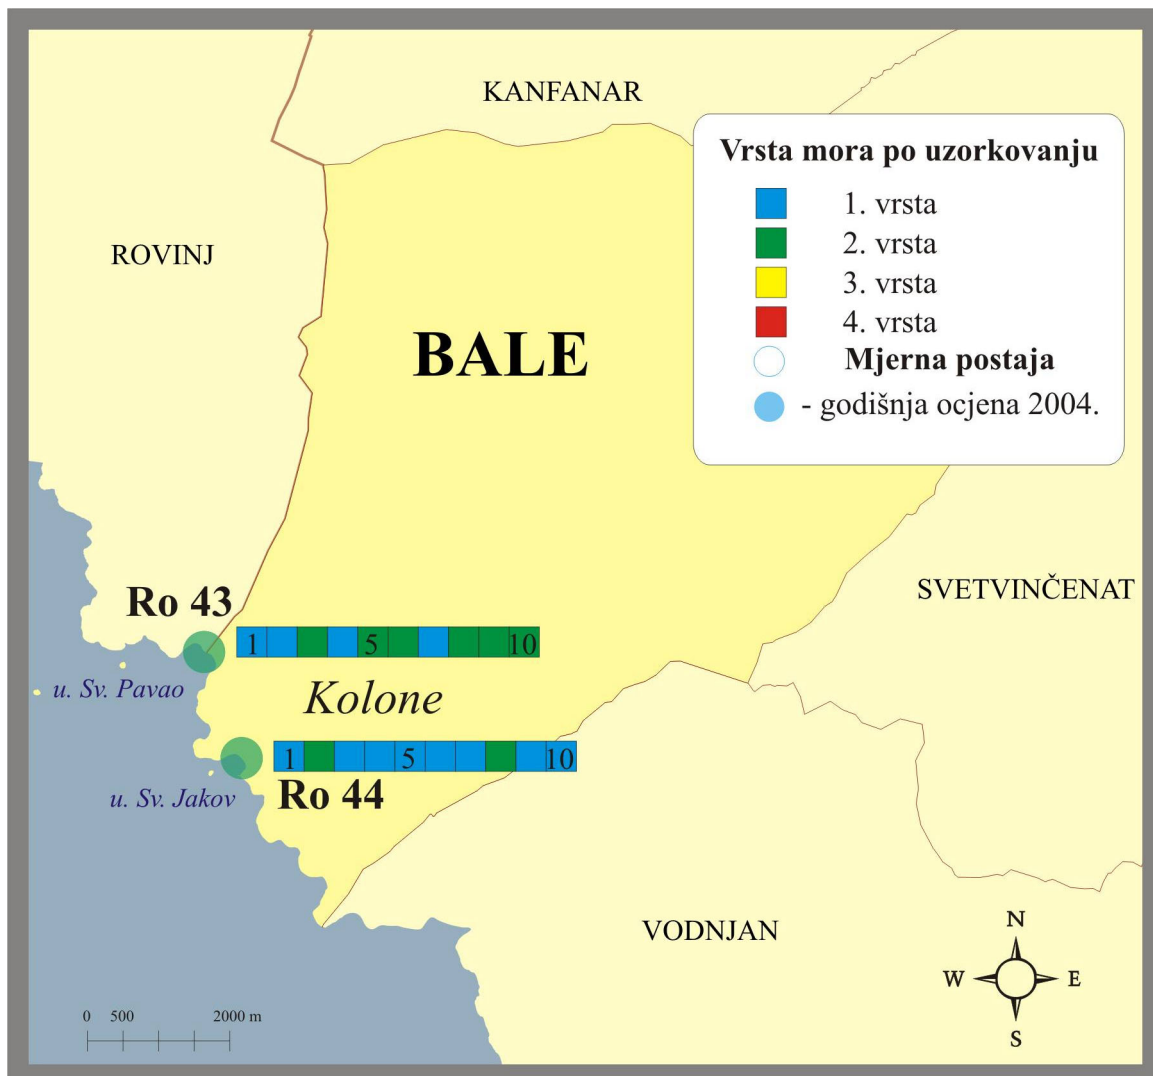 KANFANAR
Vrsta mora po uzorkovanju
1. vrsta
2. vrsta
3. vrsta
4. vrsta
Mjerna postaja
- godišnja ocjena 2004.
ROVINJ
BALE
SVETVINČENAT
Ro 43
1 5 10
u. Sv. Pavao
Kolone
1 5 10
u. Sv. Jakov
Ro 44
VODNJAN
N
W E
S
0 500 2000 m